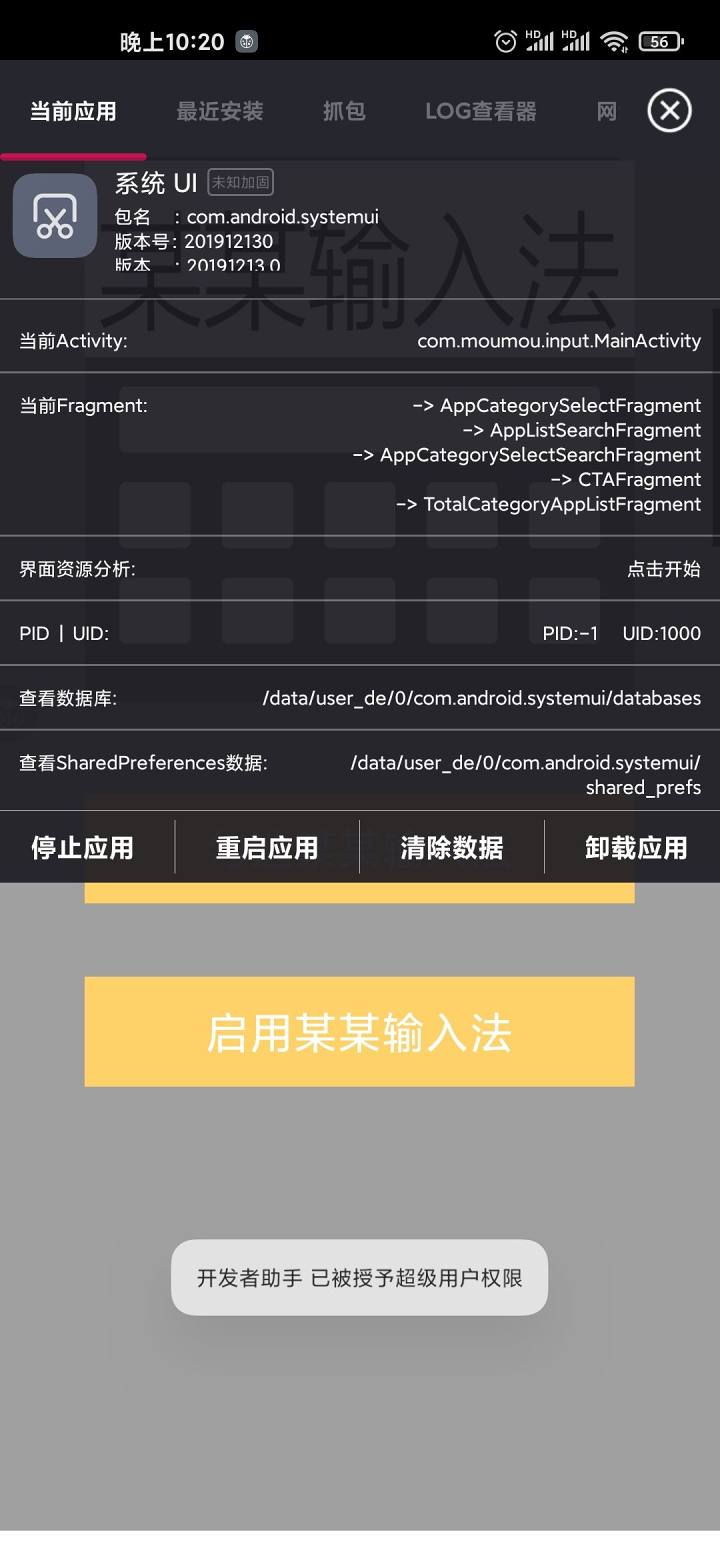 晚上10:20
HD HD 56
当前应用 最近安装 抓包 LOG查看器 网
系统 UI 未知加固
包名 : com.android.systemui
版本号: 201912130
版本 : 20191213.0
某某输入法
当前Activity: com.moumou.input.MainActivity
当前Fragment: –> AppCategorySelectFragment
–> AppListSearchFragment
–> AppCategorySelectSearchFragment
–> CTAFragment
–> TotalCategoryAppListFragment
界面资源分析: 点击开始
PID | UID: PID:–1 UID:1000
查看数据库: /data/user_de/0/com.android.systemui/databases
查看SharedPreferences数据: /data/user_de/0/com.android.systemui/
shared_prefs
停止应用 重启应用 清除数据 卸载应用
启用某某输入法
开发者助手 已被授予超级用户权限